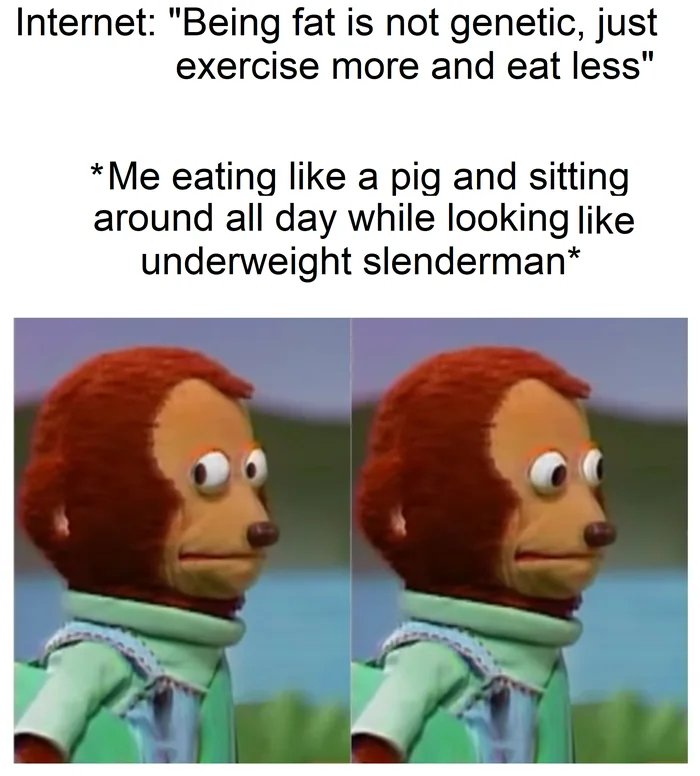 Internet: "Being fat is not genetic, just
exercise more and eat less"
*Me eating like a pig and sitting
around all day while looking like
underweight slenderman*